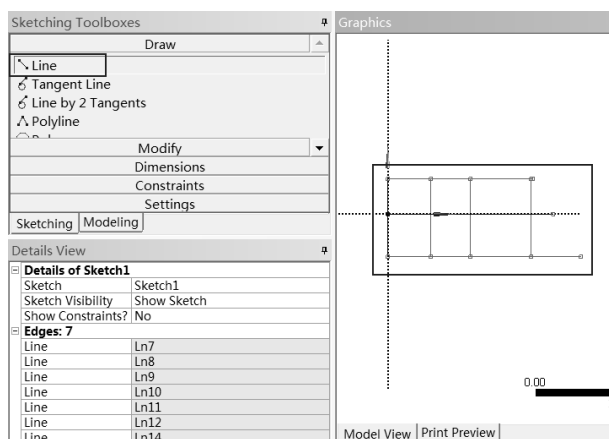 Sketching Toolboxes
Draw
Line
Tangent Line
Line by 2 Tangents
Polyline
Modify
Dimensions
Constraints
Settings
Sketching Modeling
Details View
Details of Sketch1
Sketch Sketch1
Sketch Visibility Show Sketch
Show Constraints? No
Edges: 7
Line Ln7
Line Ln8
Line Ln9
Line Ln10
Line Ln11
Line Ln12
Line Ln14
Graphics
0.00
Model View Print Preview